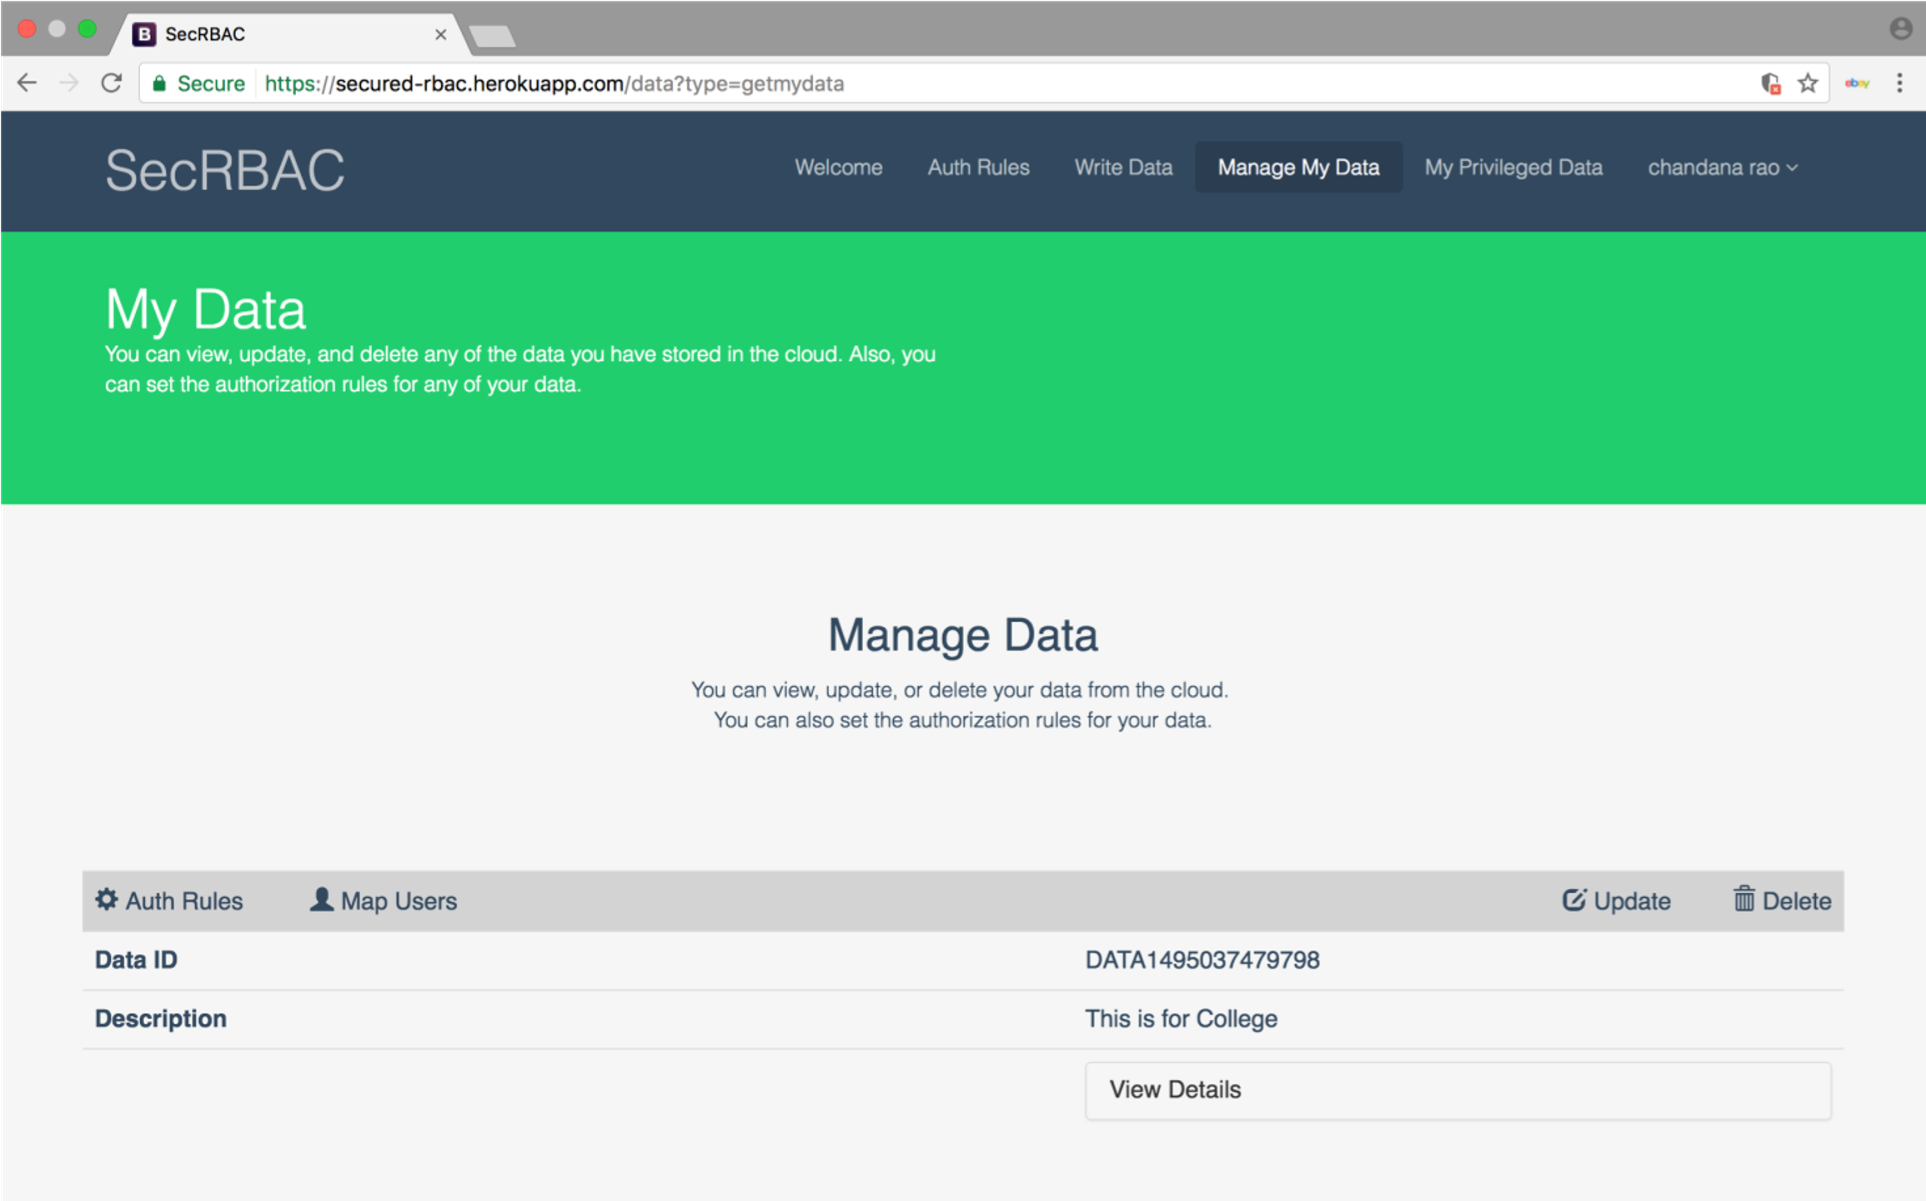 B SecRBAC ×
Secure https://secured-rbac.herokuapp.com/data?type=getmydata ebay
SecRBAC Welcome Auth Rules Write Data Manage My Data My Privileged Data chandana rao
My Data
You can view, update, and delete any of the data you have stored in the cloud. Also, you
can set the authorization rules for any of your data.
Manage Data
You can view, update, or delete your data from the cloud.
You can also set the authorization rules for your data.
Auth Rules Map Users Update Delete
Data ID DATA1495037479798
Description This is for College
View Details